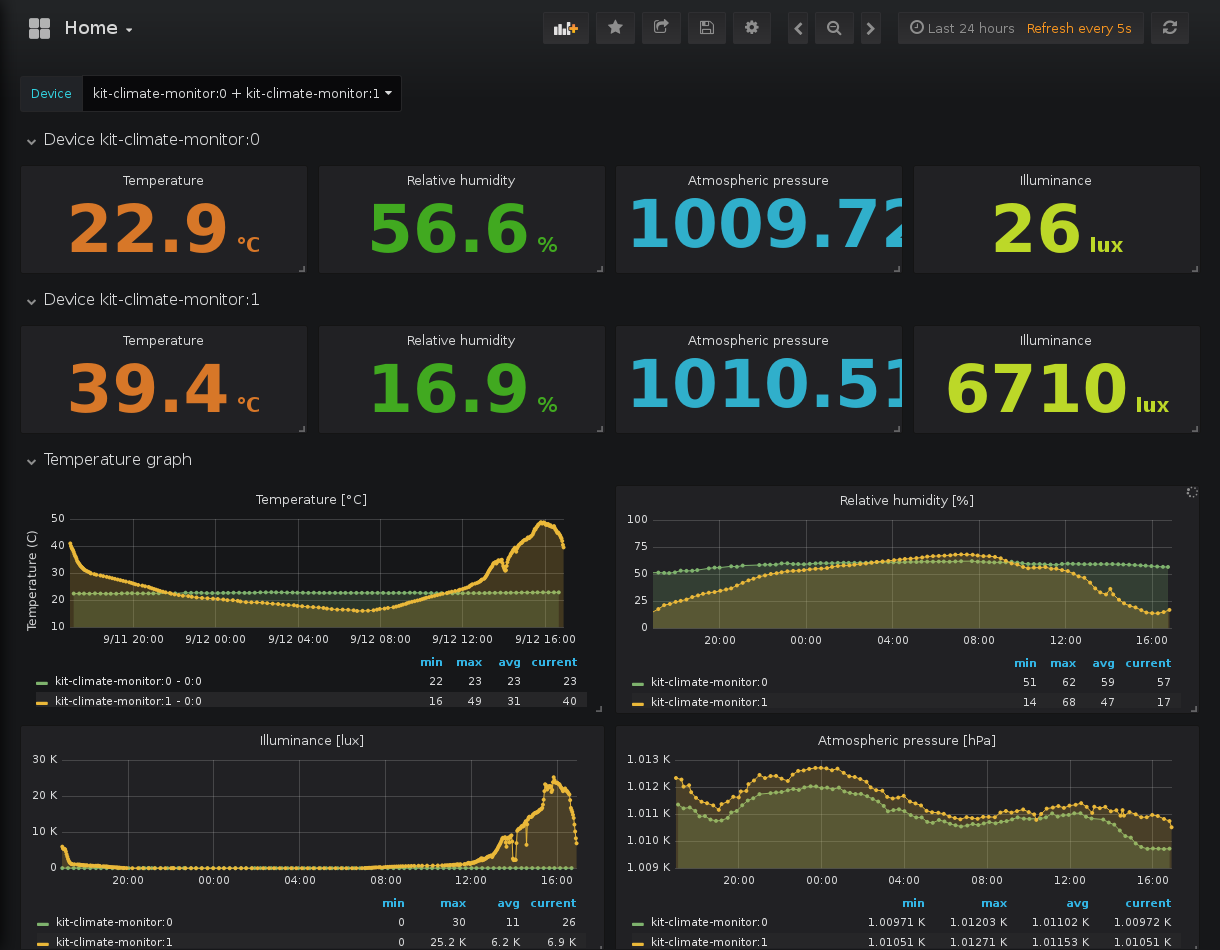 Home
Last 24 hours Refresh every 5s
Device kit-climate-monitor:0 + kit-climate-monitor:1
Device kit-climate-monitor:0
Temperature Relative humidity Atmospheric pressure Illuminance
22.9 °C 56.6 % 1009.72 26 lux
Device kit-climate-monitor:1
Temperature Relative humidity Atmospheric pressure Illuminance
39.4 °C 16.9 % 1010.51 6710 lux
Temperature graph
Temperature [°C]
Temperature (C)
50
40
30
20
10
9/11 20:00 9/12 00:00 9/12 04:00 9/12 08:00 9/12 12:00 9/12 16:00
min max avg current
kit-climate-monitor:0 - 0:0 22 23 23 23
kit-climate-monitor:1 - 0:0 16 49 31 40
Relative humidity [%]
100
75
50
25
0
20:00 00:00 04:00 08:00 12:00 16:00
min max avg current
kit-climate-monitor:0 51 62 59 57
kit-climate-monitor:1 14 68 47 17
Illuminance [lux]
30 K
20 K
10 K
0
20:00 00:00 04:00 08:00 12:00 16:00
min max avg current
kit-climate-monitor:0 0 30 11 26
kit-climate-monitor:1 0 25.2 K 6.2 K 6.9 K
Atmospheric pressure [hPa]
1.013 K
1.012 K
1.011 K
1.010 K
1.009 K
20:00 00:00 04:00 08:00 12:00 16:00
min max avg current
kit-climate-monitor:0 1.00971 K 1.01203 K 1.01102 K 1.00972 K
kit-climate-monitor:1 1.01051 K 1.01271 K 1.01153 K 1.01051 K